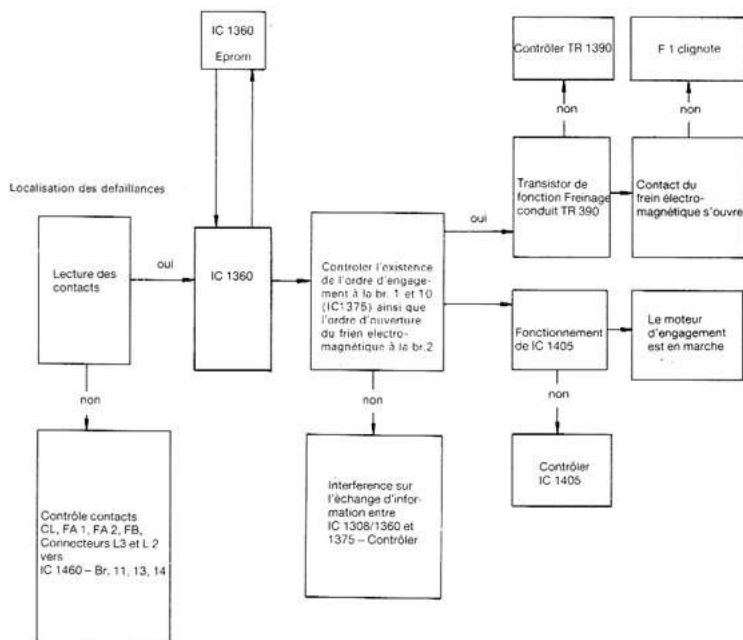 IC 1360
Eprom
Contrôler TR 1390
F 1 clignote
non
non
Localisation des defaillances
Lecture des
contacts
oui
IC 1360
Controler l'existence
de l'ordre d'engage-
ment à la br. 1 et 10
(IC1375) ainsi que
l'ordre d'ouverture
du frien electro-
magnétique à la br.2
oui
Transistor de
fonction Freinage
conduit TR 390
Contact du
frein électro-
magnétique s'ouvre
Fonctionnement
de IC 1405
Le moteur
d'engagement
est en marche
non
non
non
Contrôle contacts
CL, FA 1, FA 2, FB,
Connecteurs L3 et L 2
vers
IC 1460 – Br. 11, 13, 14
Interference sur
l'èchange d'infor-
mation entre
IC 1308/1360 et
1375 – Contrôler
Contrôler
IC 1405